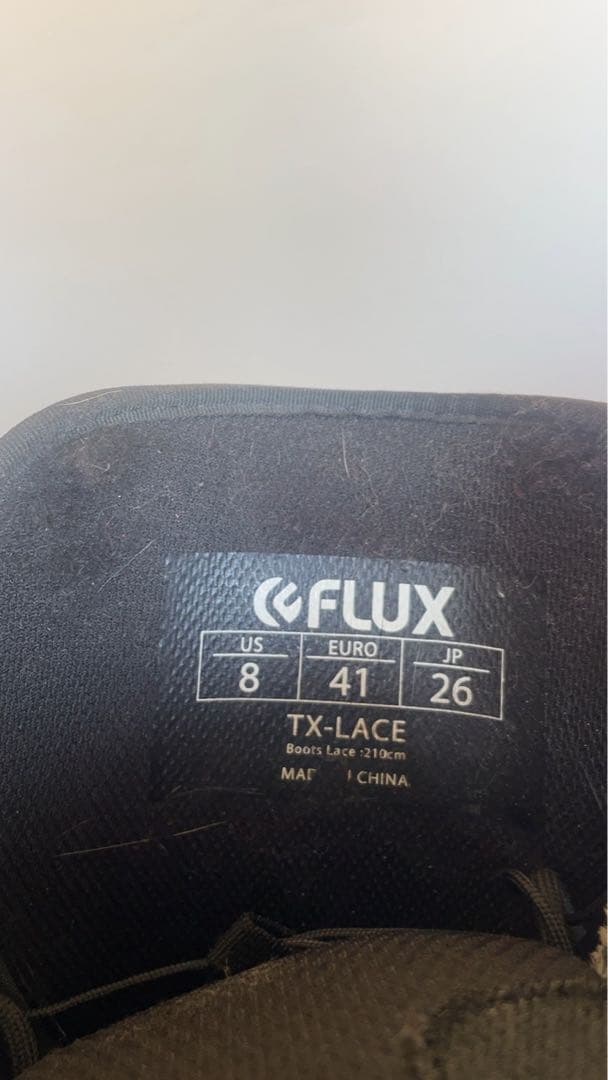 FLUX
US EURO JP
8 41 26
TX-LACE
Boots Lace :210cm
CHINA